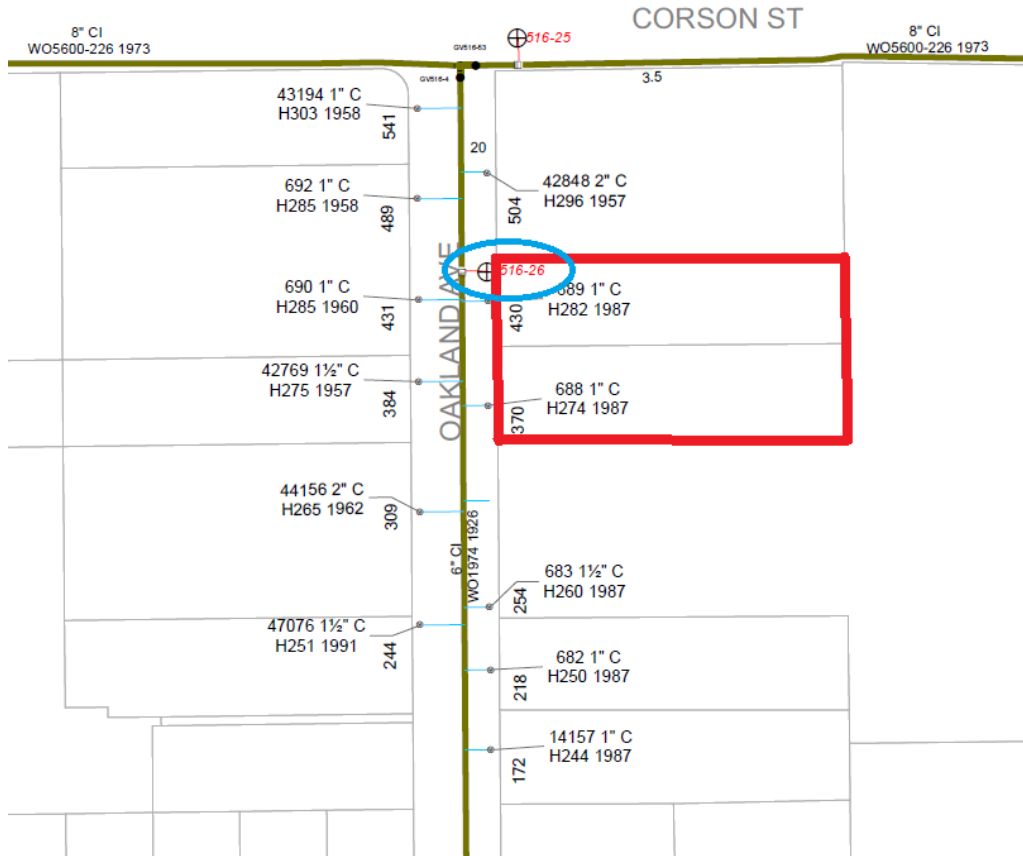 CORSON ST
8" CI
WO5600-226 1973
516-25
8" CI
WO5600-226 1973
GV516-53
GV516-4
3.5
43194 1" C
H303 1958
541
20
692 1" C
H285 1958
489
42848 2" C
H296 1957
504
OAKLAND AVE
516-26
690 1" C
H285 1960
431
689 1" C
H282 1987
430
42769 1½" C
H275 1957
384
688 1" C
H274 1987
370
44156 2" C
H265 1962
309
6" CI
WO1974 1926
683 1½" C
H260 1987
254
47076 1½" C
H251 1991
244
682 1" C
H250 1987
218
14157 1" C
H244 1987
172